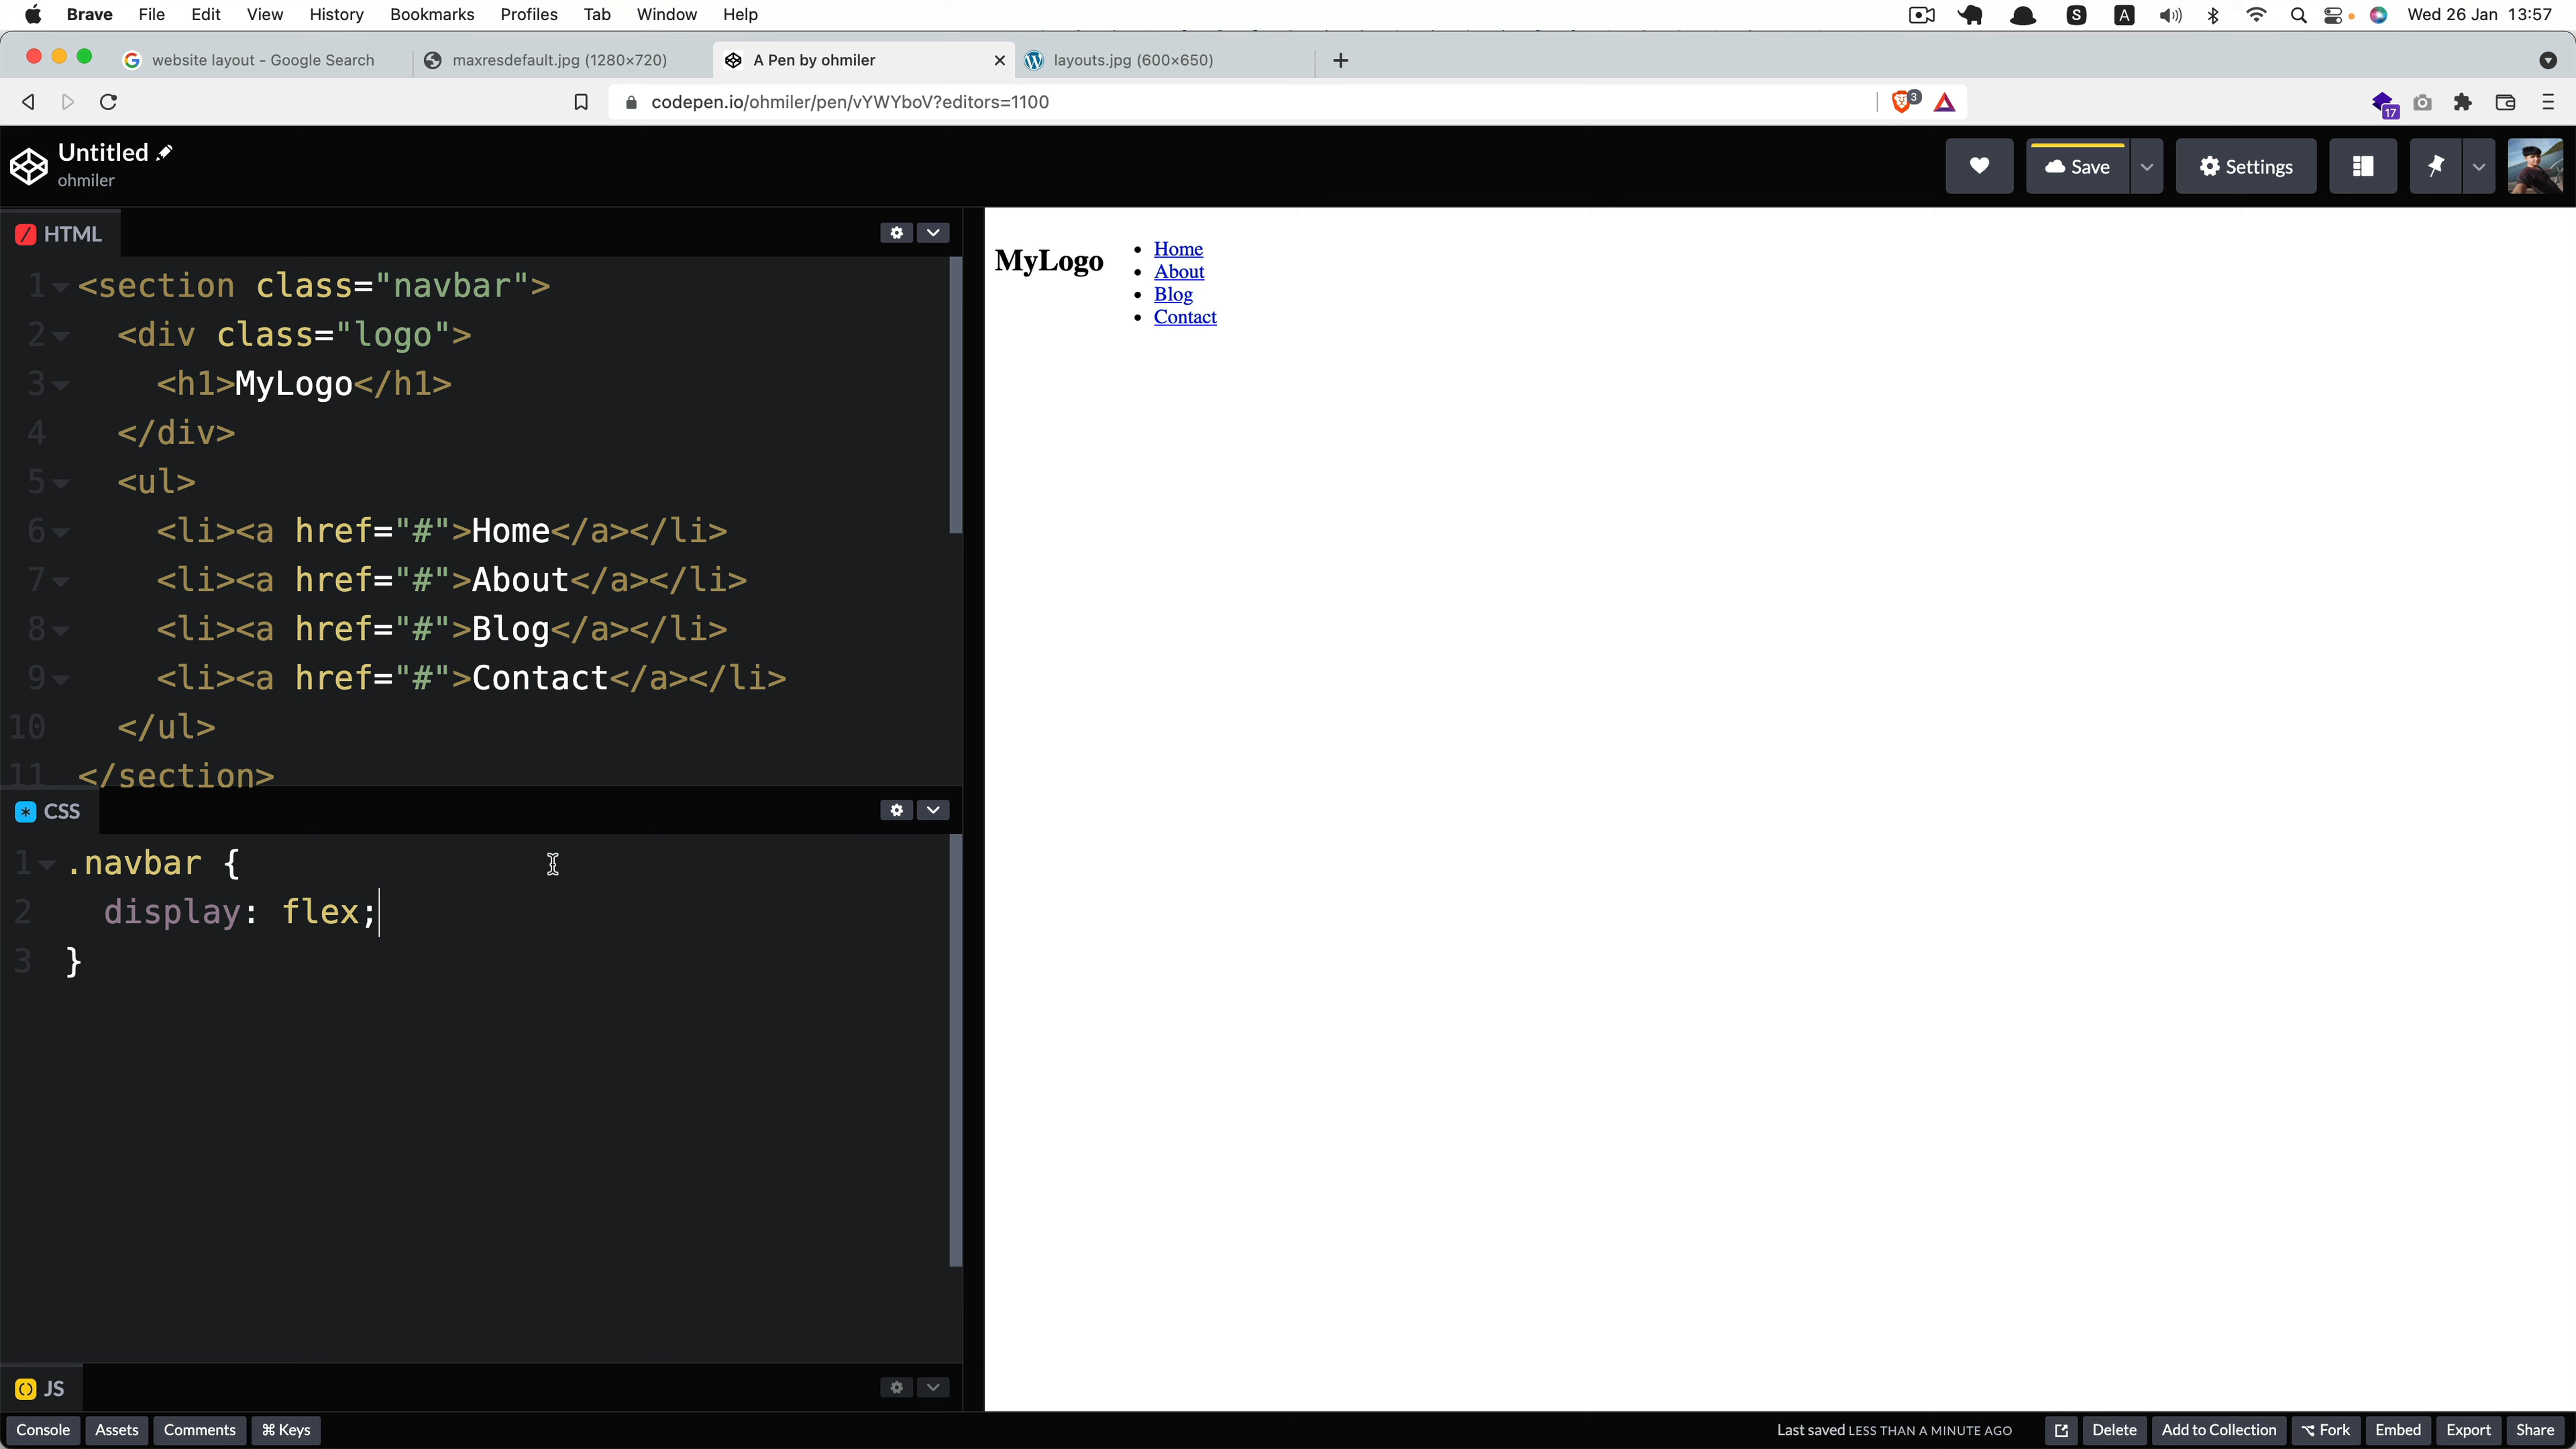 Brave File Edit View History Bookmarks Profiles Tab Window Help
S A Wed 26 Jan 13:57
website layout - Google Search
maxresdefault.jpg (1280×720)
A Pen by ohmiler
layouts.jpg (600×650)
codepen.io/ohmiler/pen/vYWYboV?editors=1100
3
17
Untitled
ohmiler
Save
Settings
HTML
1 <section class="navbar">
2 <div class="logo">
3 <h1>MyLogo</h1>
4 </div>
5 <ul>
6 <li><a href="#">Home</a></li>
7 <li><a href="#">About</a></li>
8 <li><a href="#">Blog</a></li>
9 <li><a href="#">Contact</a></li>
10 </ul>
11 </section>
CSS
1 .navbar {
2 display: flex;
3 }
JS
MyLogo
Home
About
Blog
Contact
Console Assets Comments ⌘ Keys
Last saved LESS THAN A MINUTE AGO
Delete Add to Collection ⌥ Fork Embed Export Share